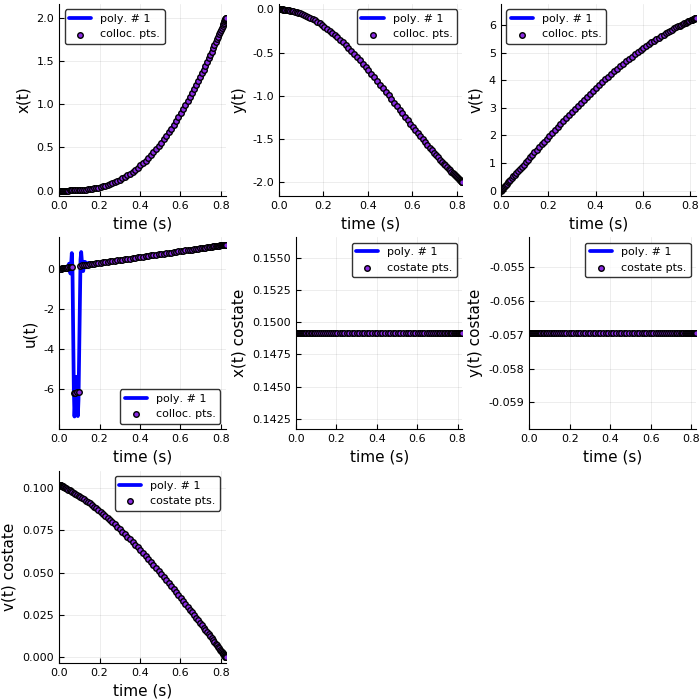 x(t)
2.0
1.5
1.0
0.5
0.0
poly. # 1
colloc. pts.
0.0 0.2 0.4 0.6 0.8
time (s)
y(t)
0.0
-0.5
-1.0
-1.5
-2.0
poly. # 1
colloc. pts.
0.0 0.2 0.4 0.6 0.8
time (s)
v(t)
6
5
4
3
2
1
poly. # 1
colloc. pts.
0.0 0.2 0.4 0.6 0.8
time (s)
u(t)
0
-2
-4
-6
poly. # 1
colloc. pts.
0.0 0.2 0.4 0.6 0.8
time (s)
x(t) costate
0.1550
0.1525
0.1500
0.1475
0.1450
0.1425
poly. # 1
costate pts.
0.0 0.2 0.4 0.6 0.8
time (s)
y(t) costate
-0.055
-0.056
-0.057
-0.058
-0.059
poly. # 1
costate pts.
0.0 0.2 0.4 0.6 0.8
time (s)
v(t) costate
0.100
0.075
0.050
0.025
0.000
poly. # 1
costate pts.
0.0 0.2 0.4 0.6 0.8
time (s)